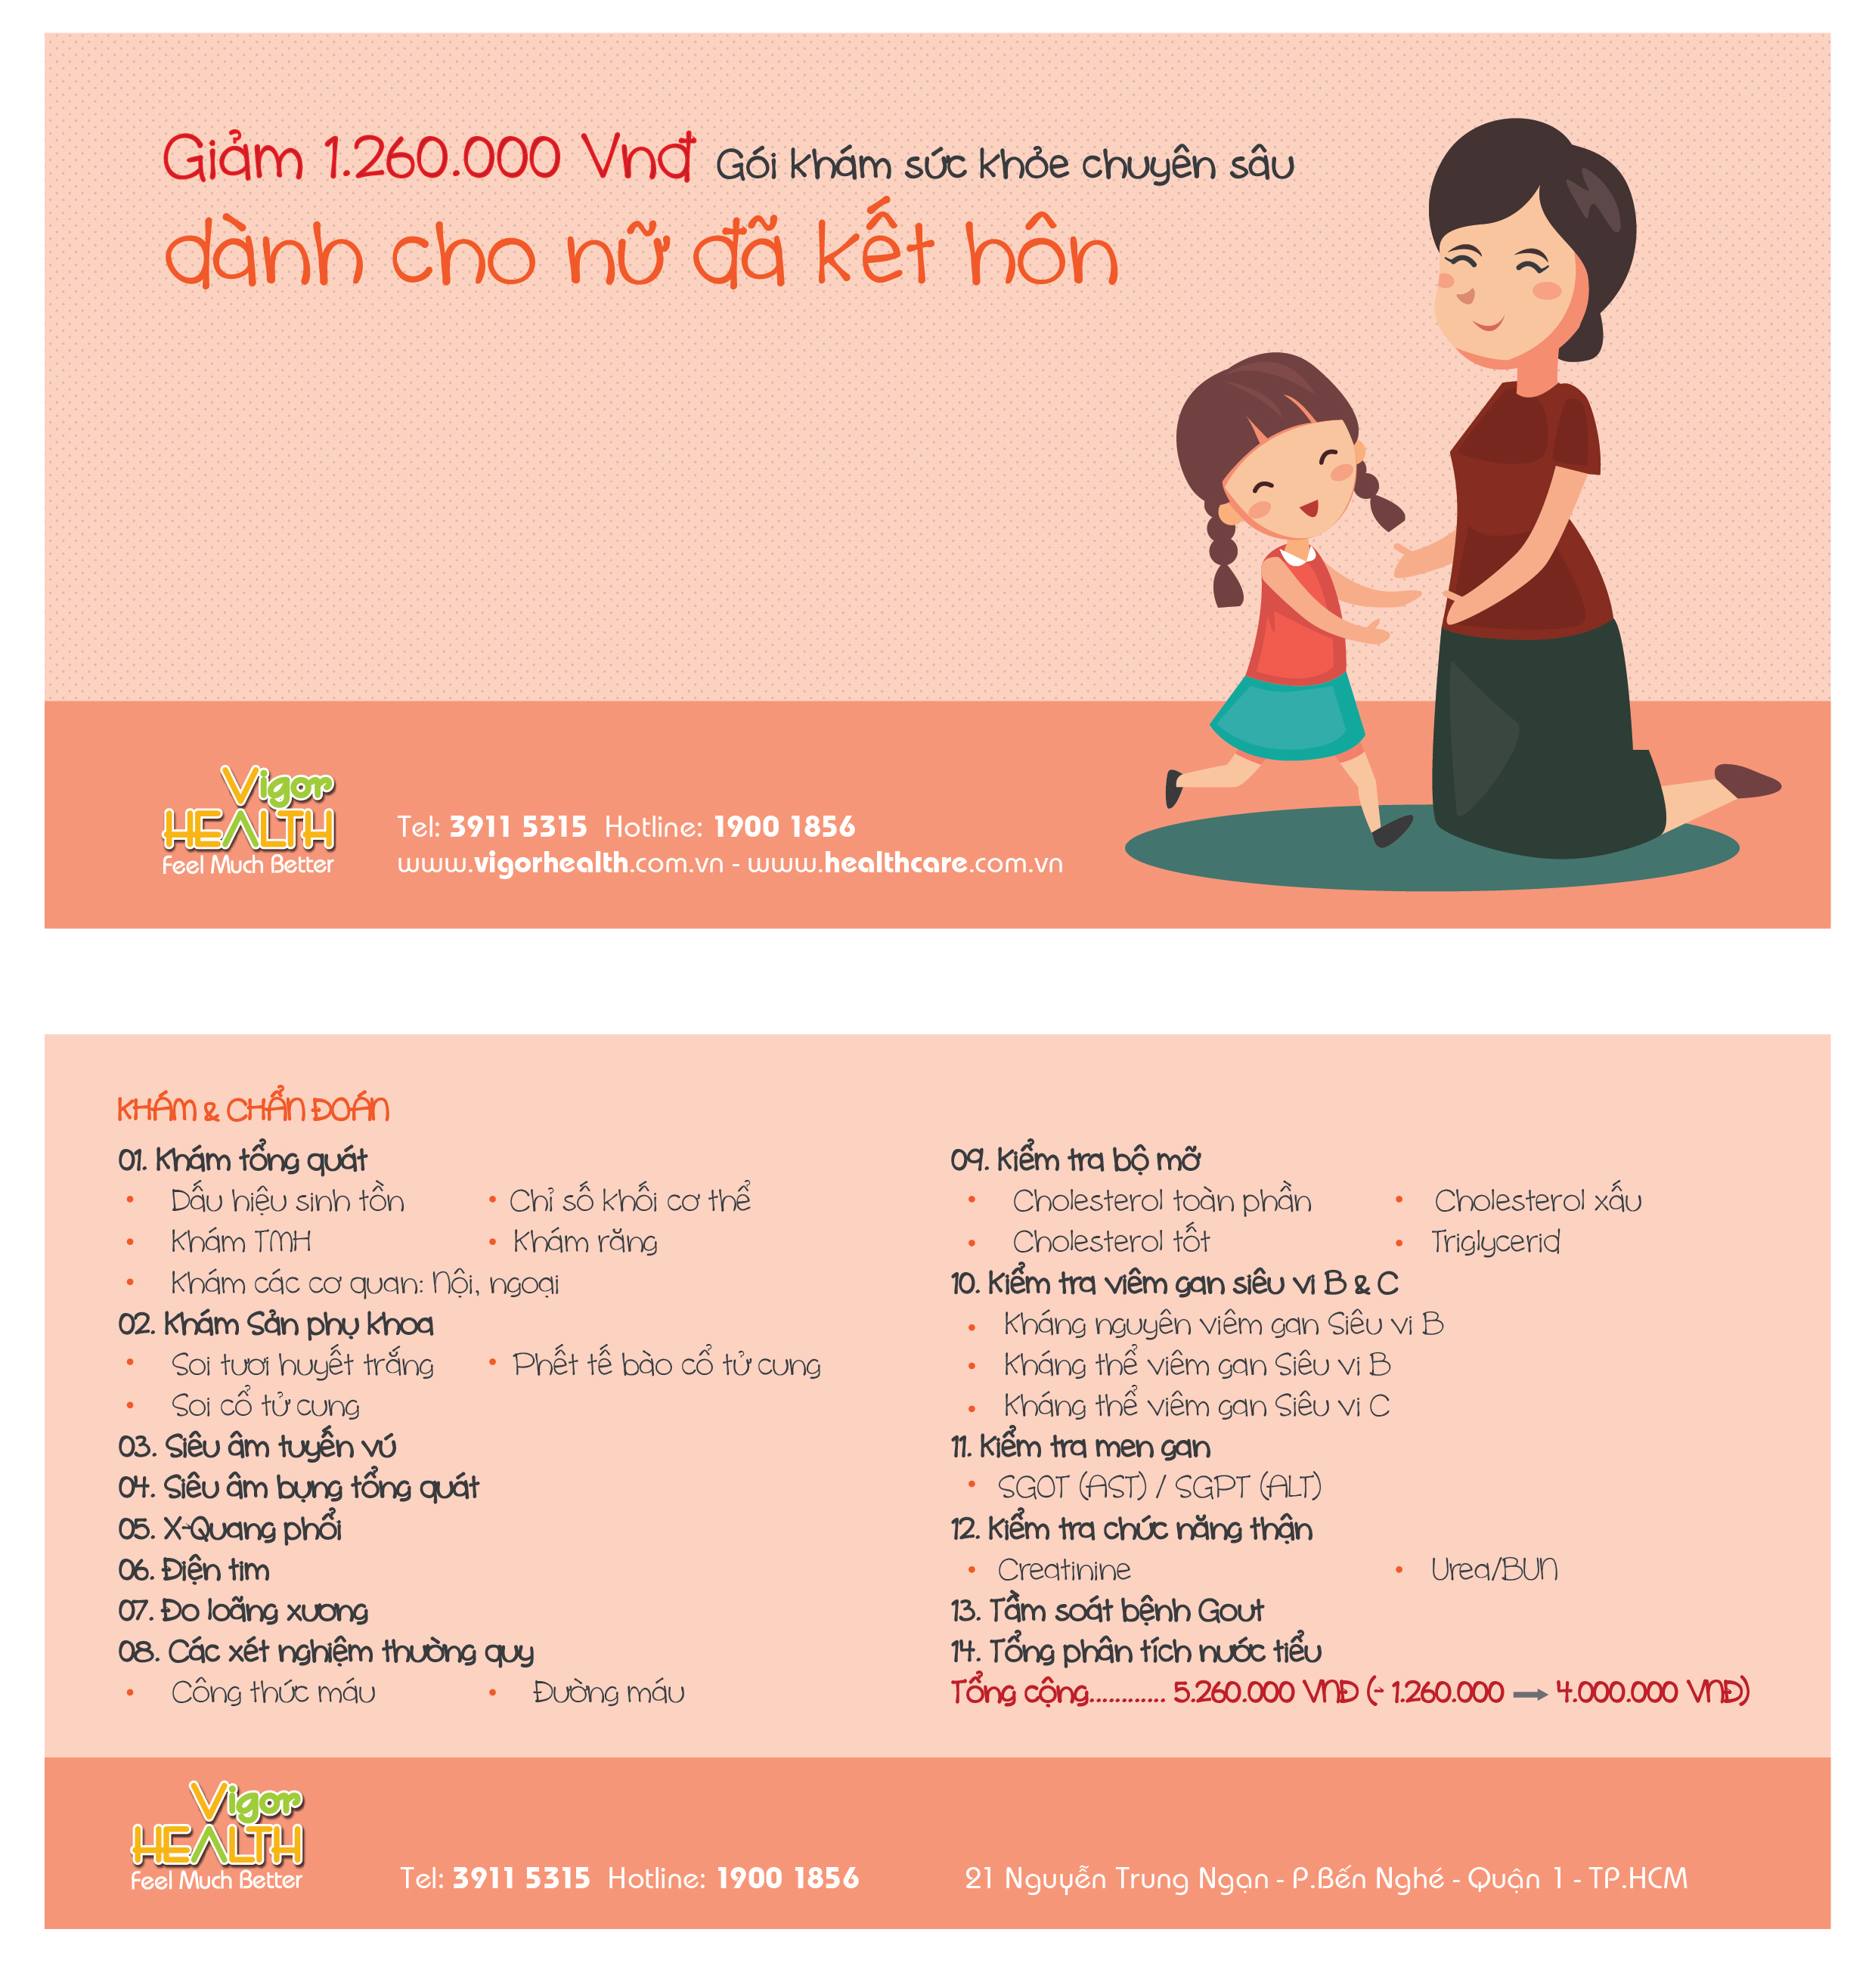 Giảm 1.260.000 Vnđ Gói khám sức khỏe chuyên sâu
dành cho nữ đã kết hôn
Vigor
HEALTH
Feel Much Better
Tel: 3911 5315 Hotline: 1900 1856
www.vigorhealth.com.vn - www.healthcare.com.vn
KHÁM & CHẨN ĐOÁN
01. Khám tổng quát
• Dấu hiệu sinh tồn • Chỉ số khối cơ thể
• Khám TMH • Khám răng
• Khám các cơ quan: Nội, ngoại
02. Khám Sản phụ khoa
• Soi tươi huyết trắng • Phết tế bào cổ tử cung
• Soi cổ tử cung
03. Siêu âm tuyến vú
04. Siêu âm bụng tổng quát
05. X-Quang phổi
06. Điện tim
07. Đo loãng xương
08. Các xét nghiệm thường quy
• Công thức máu • Đường máu
09. Kiểm tra bộ mỡ
• Cholesterol toàn phần • Cholesterol xấu
• Cholesterol tốt • Triglycerid
10. Kiểm tra viêm gan siêu vi B & C
• Kháng nguyên viêm gan Siêu vi B
• Kháng thể viêm gan Siêu vi B
• Kháng thể viêm gan Siêu vi C
11. Kiểm tra men gan
• SGOT (AST) / SGPT (ALT)
12. Kiểm tra chức năng thận
• Creatinine • Urea/BUN
13. Tầm soát bệnh Gout
14. Tổng phân tích nước tiểu
Tổng cộng............ 5.260.000 VNĐ (- 1.260.000 → 4.000.000 VNĐ)
Vigor
HEALTH
Feel Much Better
Tel: 3911 5315 Hotline: 1900 1856
21 Nguyễn Trung Ngạn - P.Bến Nghé - Quận 1 - TP.HCM